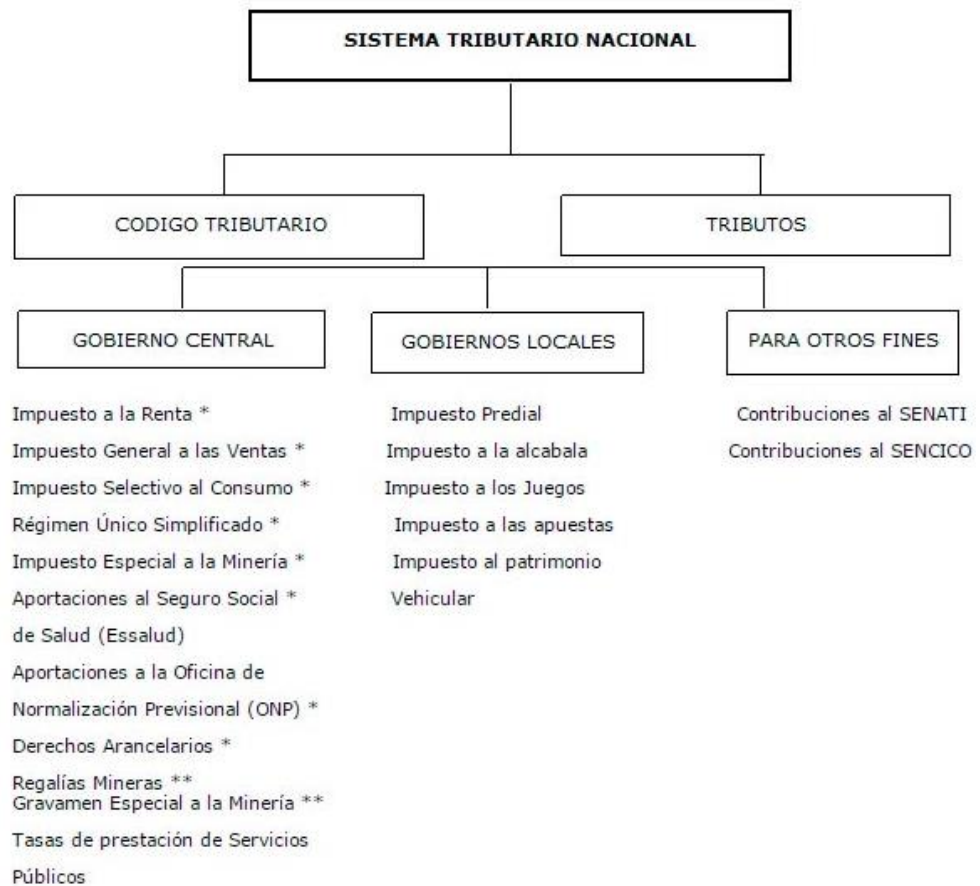 SISTEMA TRIBUTARIO NACIONAL
CODIGO TRIBUTARIO
TRIBUTOS
GOBIERNO CENTRAL
GOBIERNOS LOCALES
PARA OTROS FINES
Impuesto a la Renta *
Impuesto General a las Ventas *
Impuesto Selectivo al Consumo *
Régimen Único Simplificado *
Impuesto Especial a la Minería *
Aportaciones al Seguro Social *
de Salud (Essalud)
Aportaciones a la Oficina de
Normalización Previsional (ONP) *
Derechos Arancelarios *
Regalías Mineras **
Gravamen Especial a la Minería **
Tasas de prestación de Servicios
Públicos
Impuesto Predial
Impuesto a la alcabala
Impuesto a los Juegos
Impuesto a las apuestas
Impuesto al patrimonio
Vehicular
Contribuciones al SENATI
Contribuciones al SENCICO